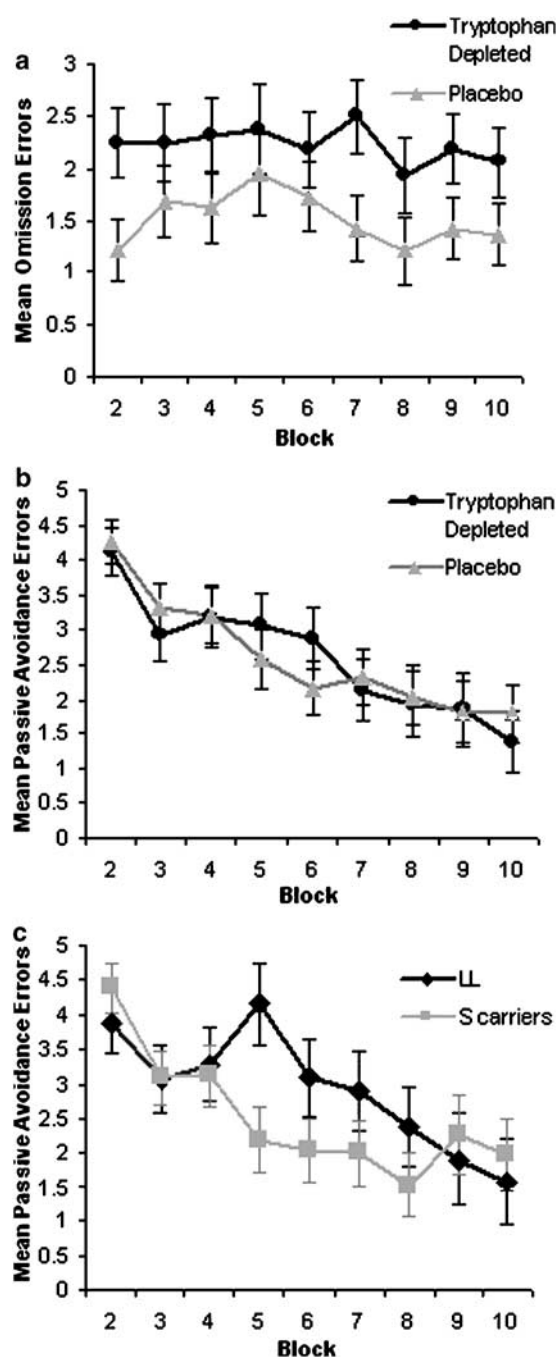 a
Tryptophan
Depleted
Placebo
Mean Omission Errors
3
2.5
2
1.5
1
0.5
0
2 3 4 5 6 7 8 9 10
Block
b
Tryptophan
Depleted
Placebo
Mean Passive Avoidance Errors
5
4.5
4
3.5
3
2.5
2
1.5
1
0.5
0
2 3 4 5 6 7 8 9 10
Block
c
LL
S carriers
Mean Passive Avoidance Errors
5
4.5
4
3.5
3
2.5
2
1.5
1
0.5
0
2 3 4 5 6 7 8 9 10
Block